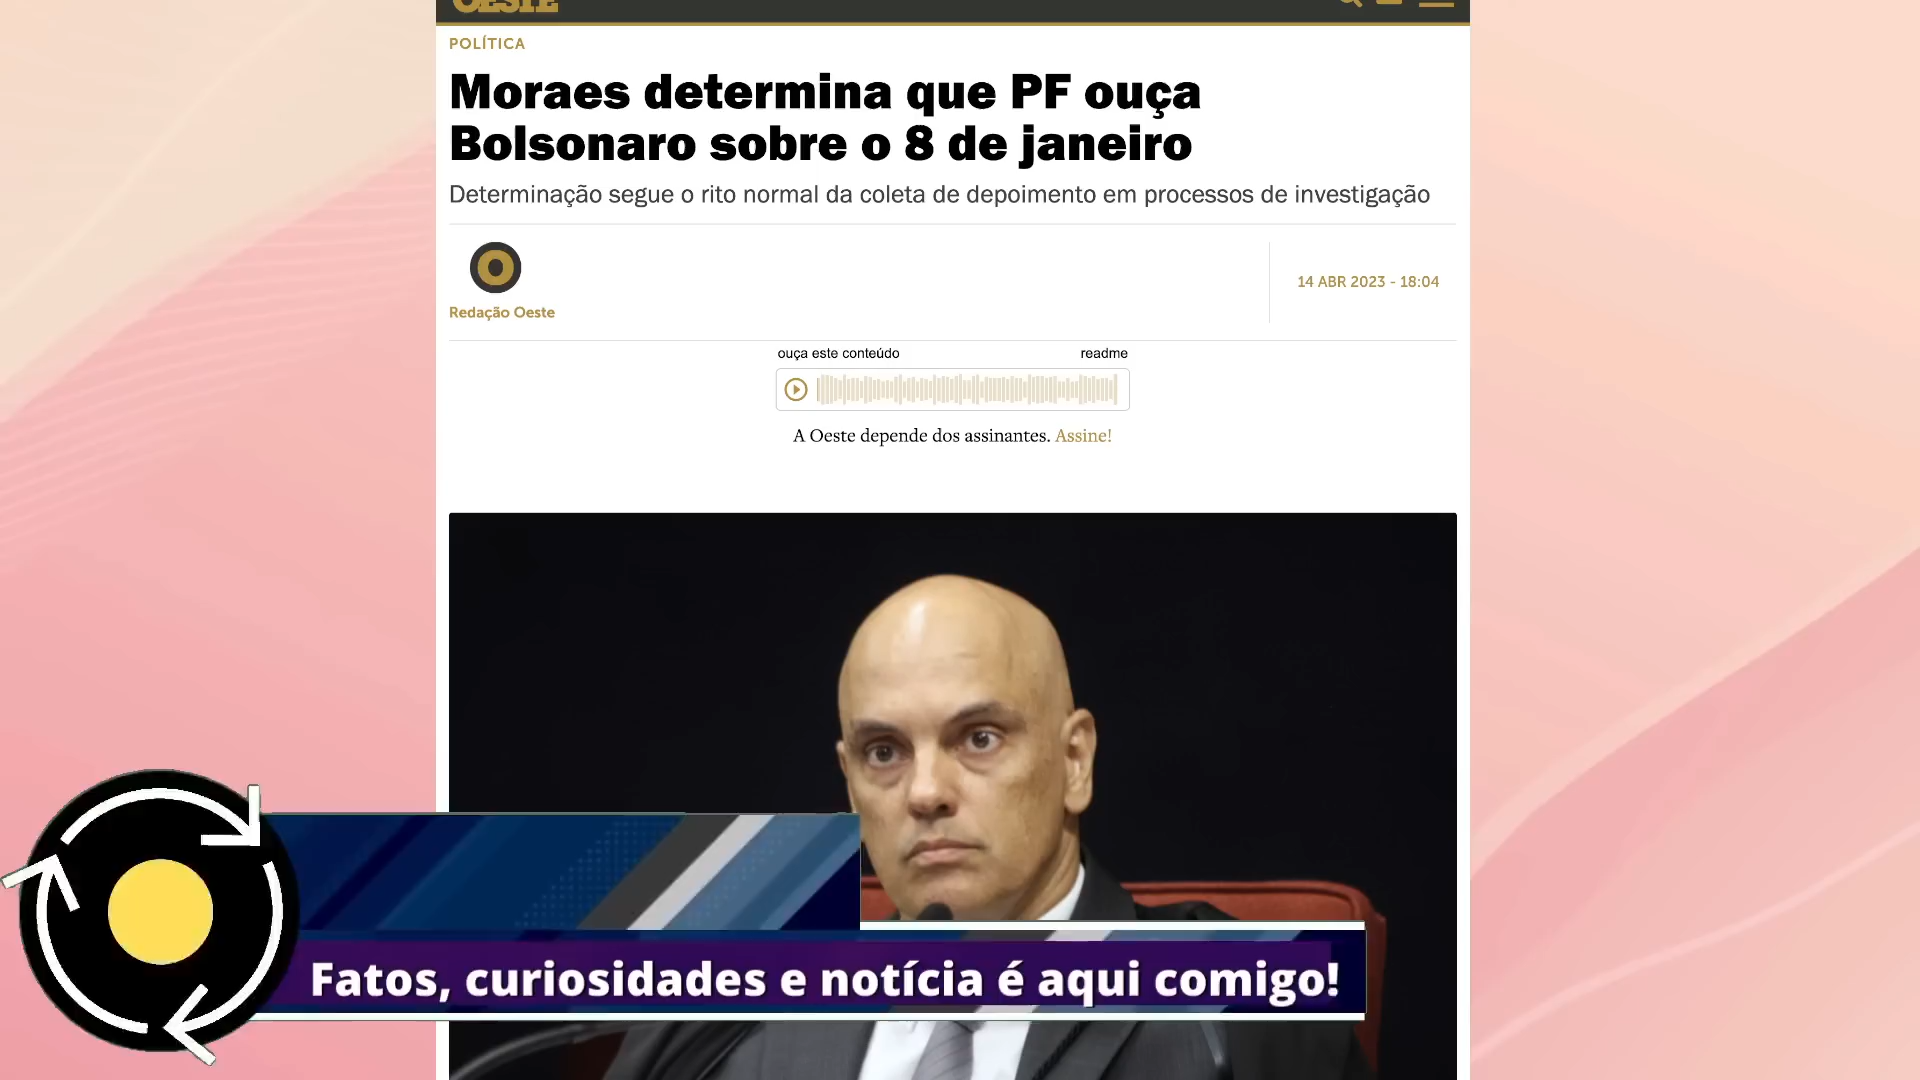 OESTE
POLÍTICA
Moraes determina que PF ouça
Bolsonaro sobre o 8 de janeiro
Determinação segue o rito normal da coleta de depoimento em processos de investigação
Redação Oeste
14 ABR 2023 - 18:04
ouça este conteúdo readme
A Oeste depende dos assinantes. Assine!
Fatos, curiosidades e notícia é aqui comigo!